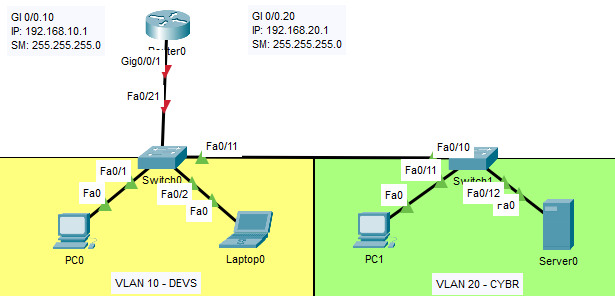 GI 0/0.10
IP: 192.168.10.1
SM: 255.255.255.0
GI 0/0.20
IP: 192.168.20.1
SM: 255.255.255.0
Gig0/0/1
Fa0/21
Fa0/11
Fa0/10
Switch0
Switch1
Fa0/1
Fa0/2
Fa0/11
Fa0/12
Fa0
Fa0
Fa0
Fa0
PC0
Laptop0
PC1
Server0
VLAN 10 - DEVS
VLAN 20 - CYBR